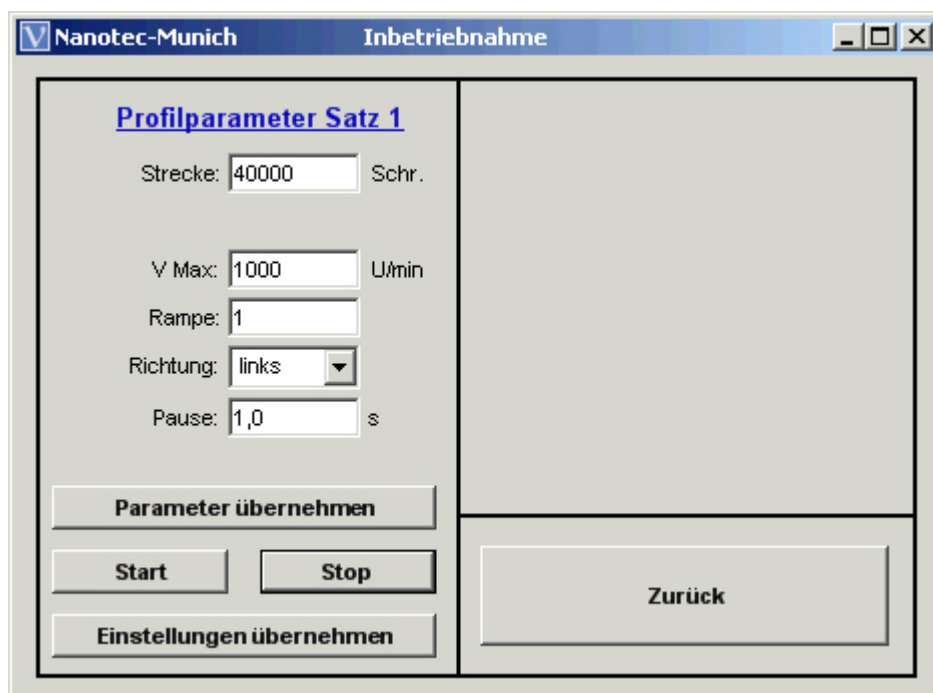 Nanotec-Munich Inbetriebnahme
Profilparameter Satz 1
Strecke: 40000 Schr.
V Max: 1000 U/min
Rampe: 1
Richtung: links
Pause: 1,0 s
Parameter übernehmen
Start Stop
Einstellungen übernehmen
Zurück